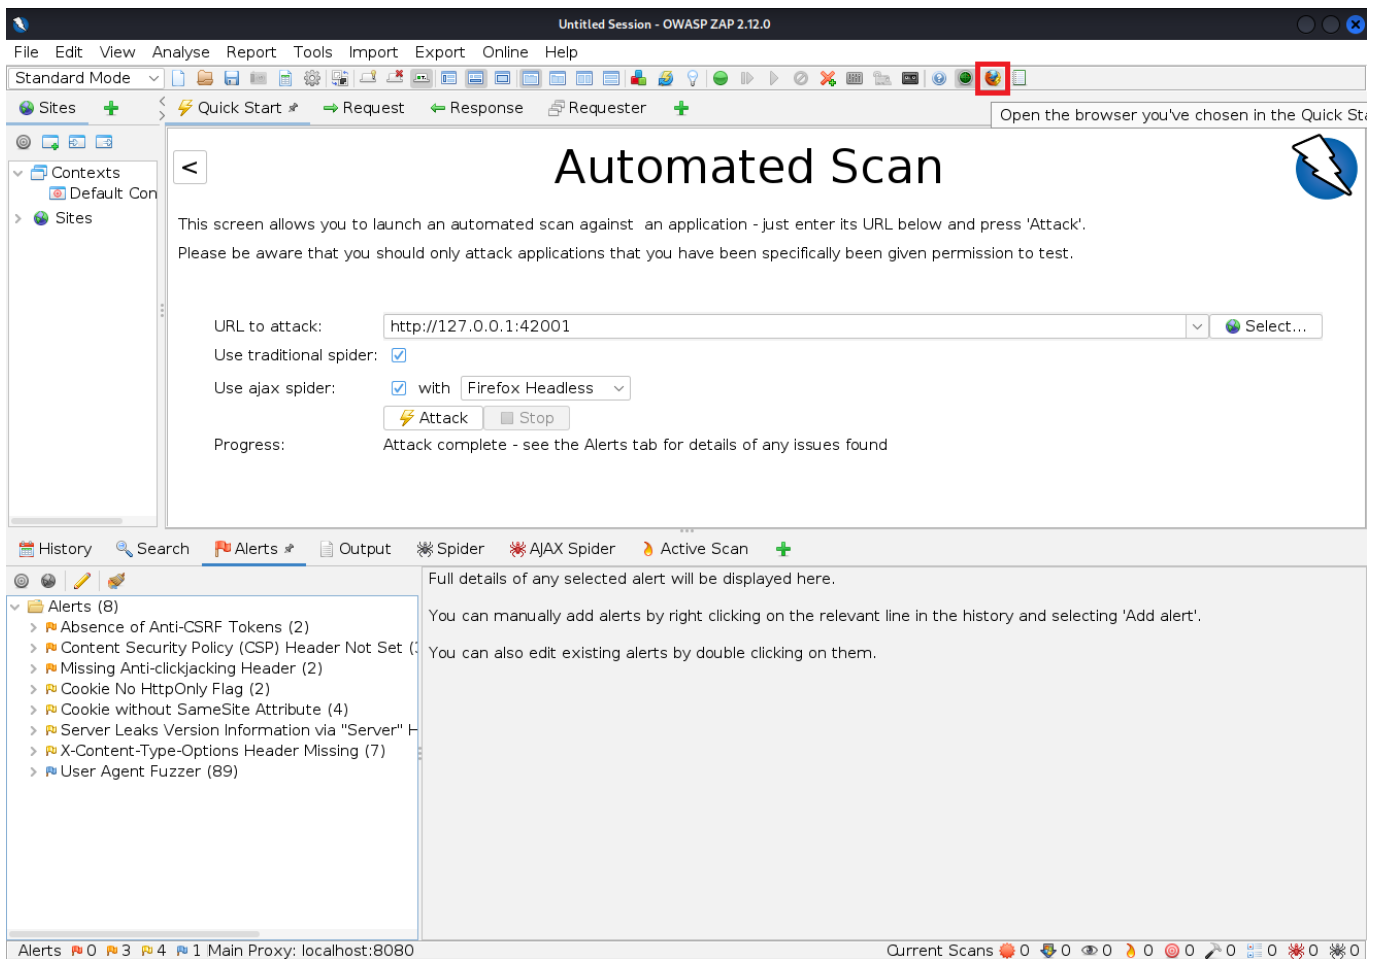 Untitled Session - OWASP ZAP 2.12.0
File Edit View Analyse Report Tools Import Export Online Help
Standard Mode
Sites
Quick Start
Request
Response
Requester
Open the browser you've chosen in the Quick Sta
<
Automated Scan
Contexts
Default Con
Sites
This screen allows you to launch an automated scan against  an application - just enter its URL below and press 'Attack'.
Please be aware that you should only attack applications that you have been specifically been given permission to test.
URL to attack: http://127.0.0.1:42001 Select...
Use traditional spider:
Use ajax spider: with Firefox Headless
Attack Stop
Progress: Attack complete - see the Alerts tab for details of any issues found
History Search Alerts Output Spider AJAX Spider Active Scan
Alerts (8)
Absence of Anti-CSRF Tokens (2)
Content Security Policy (CSP) Header Not Set (
Missing Anti-clickjacking Header (2)
Cookie No HttpOnly Flag (2)
Cookie without SameSite Attribute (4)
Server Leaks Version Information via "Server" H
X-Content-Type-Options Header Missing (7)
User Agent Fuzzer (89)
Full details of any selected alert will be displayed here.
You can manually add alerts by right clicking on the relevant line in the history and selecting 'Add alert'.
You can also edit existing alerts by double clicking on them.
Alerts 0 3 4 1 Main Proxy: localhost:8080
Current Scans 0 0 0 0 0 0 0 0 0